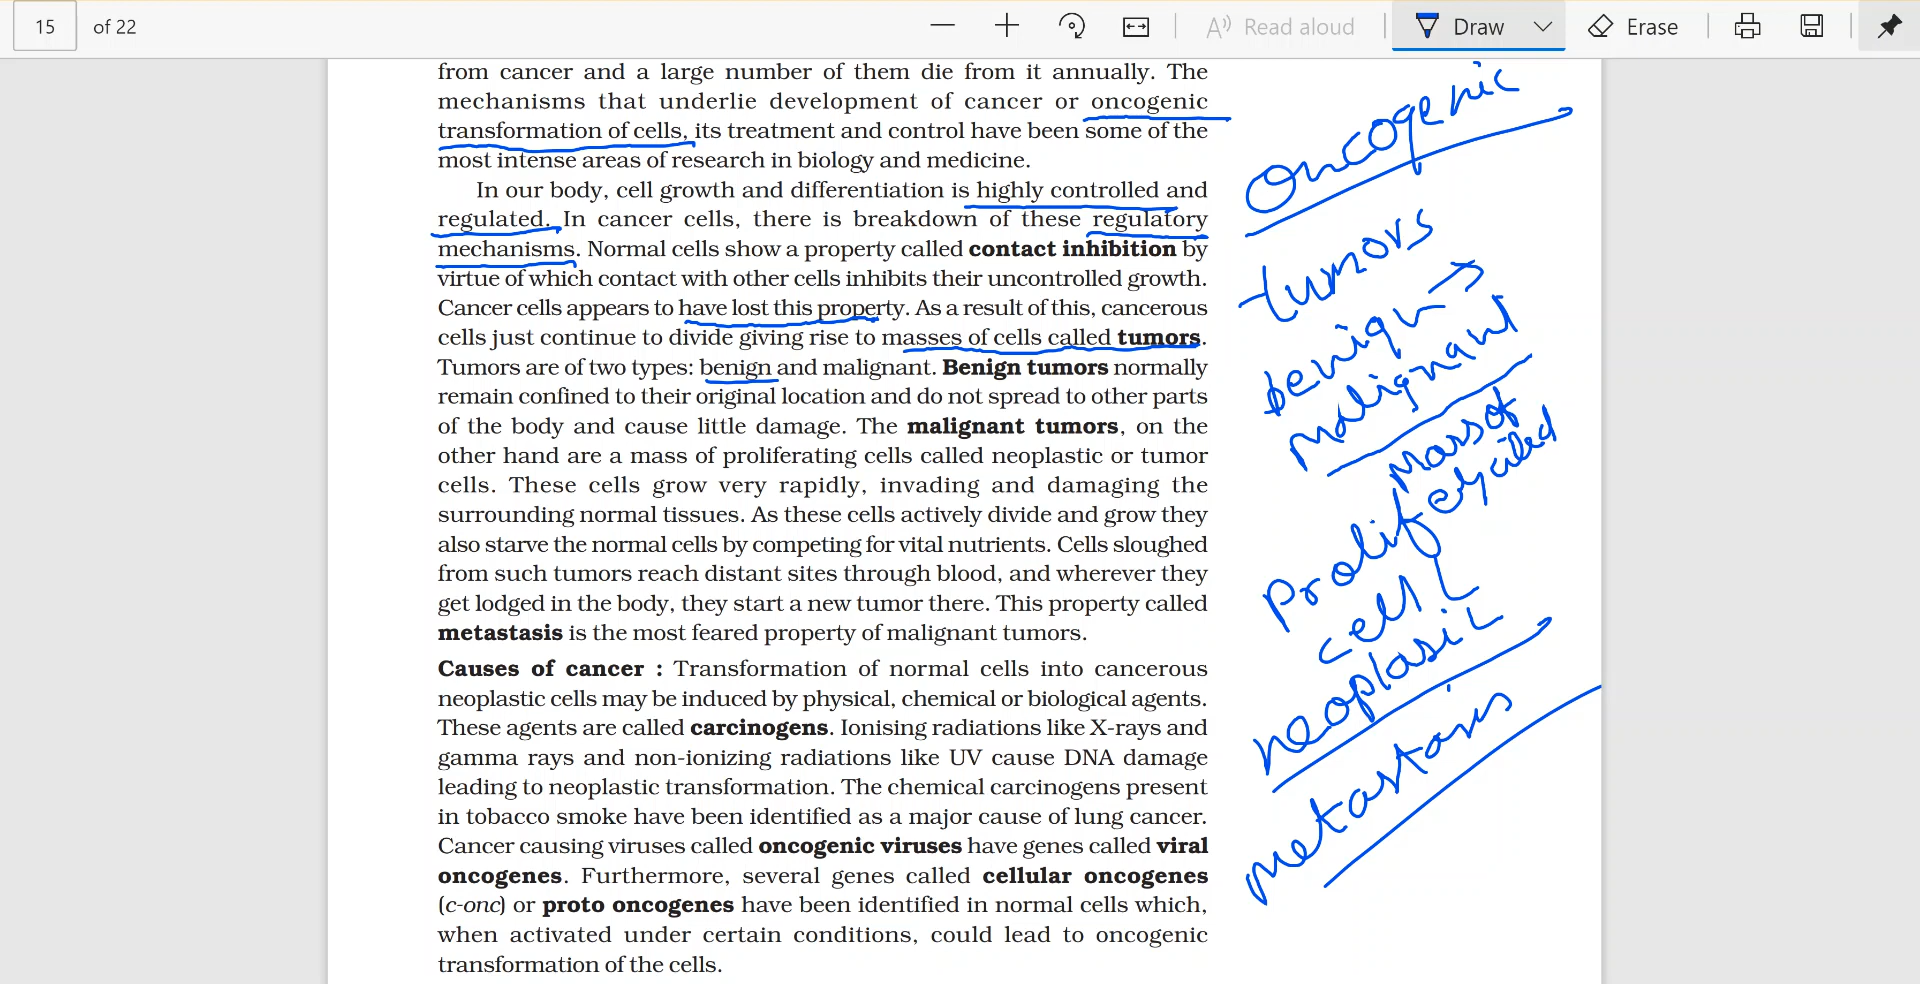 15 of 22
Read aloud
Draw
Erase
from cancer and a large number of them die from it annually. The
mechanisms that underlie development of cancer or oncogenic
transformation of cells, its treatment and control have been some of the
most intense areas of research in biology and medicine.
In our body, cell growth and differentiation is highly controlled and
regulated. In cancer cells, there is breakdown of these regulatory
mechanisms. Normal cells show a property called contact inhibition by
virtue of which contact with other cells inhibits their uncontrolled growth.
Cancer cells appears to have lost this property. As a result of this, cancerous
cells just continue to divide giving rise to masses of cells called tumors.
Tumors are of two types: benign and malignant. Benign tumors normally
remain confined to their original location and do not spread to other parts
of the body and cause little damage. The malignant tumors, on the
other hand are a mass of proliferating cells called neoplastic or tumor
cells. These cells grow very rapidly, invading and damaging the
surrounding normal tissues. As these cells actively divide and grow they
also starve the normal cells by competing for vital nutrients. Cells sloughed
from such tumors reach distant sites through blood, and wherever they
get lodged in the body, they start a new tumor there. This property called
metastasis is the most feared property of malignant tumors.
Causes of cancer : Transformation of normal cells into cancerous
neoplastic cells may be induced by physical, chemical or biological agents.
These agents are called carcinogens. Ionising radiations like X-rays and
gamma rays and non-ionizing radiations like UV cause DNA damage
leading to neoplastic transformation. The chemical carcinogens present
in tobacco smoke have been identified as a major cause of lung cancer.
Cancer causing viruses called oncogenic viruses have genes called viral
oncogenes. Furthermore, several genes called cellular oncogenes
(c-onc) or proto oncogenes have been identified in normal cells which,
when activated under certain conditions, could lead to oncogenic
transformation of the cells.
oncogenic
tumors
benign
malignant
mass of
Prolif
cell
metastasis